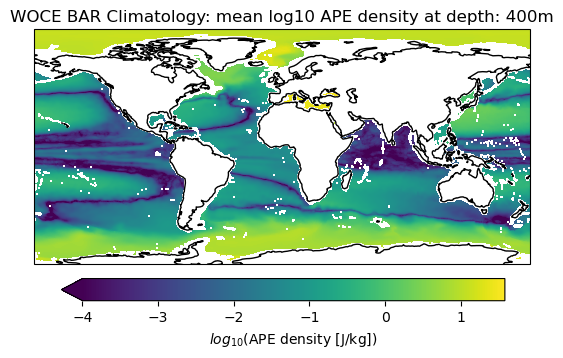 WOCE BAR Climatology: mean log10 APE density at depth: 400m
−4 −3 −2 −1 0 1
log10(APE density [J/kg])